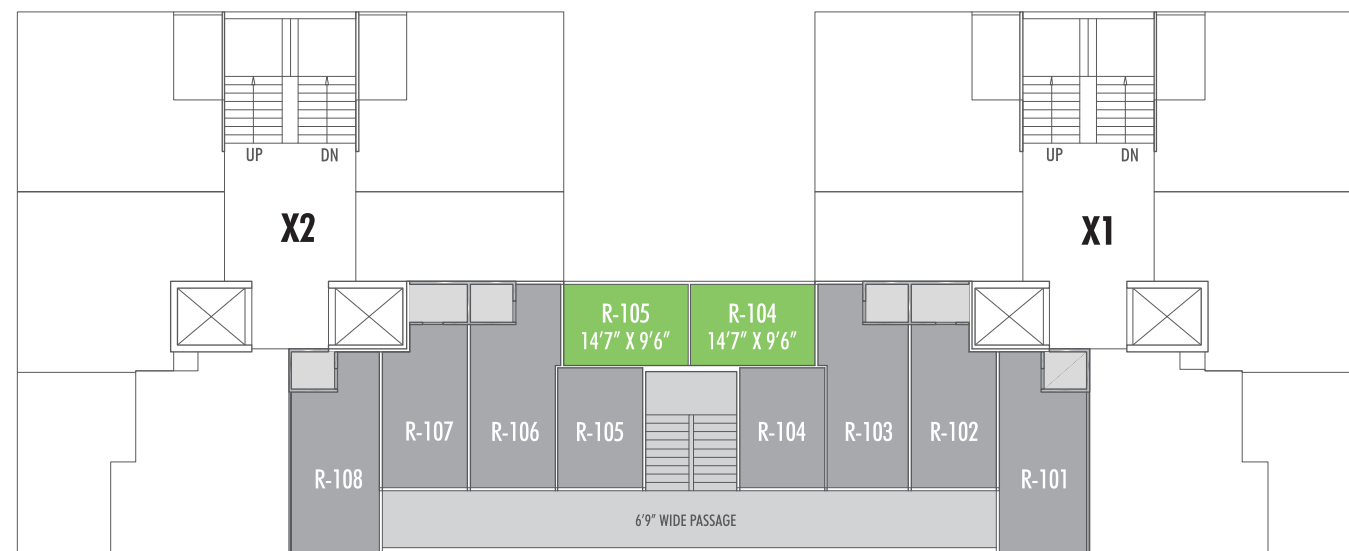 UP
DN
UP
DN
X2
X1
R-105
14’7” X 9’6”
R-104
14’7” X 9’6”
R-107
R-106
R-105
R-104
R-103
R-102
R-108
R-101
6’9” WIDE PASSAGE